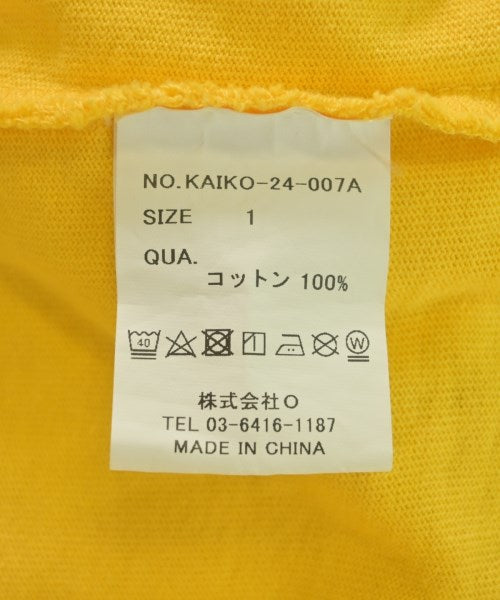 NO.KAIKO-24-007A
SIZE 1
QUA.
コットン 100%
40 W
株式会社O
TEL 03-6416-1187
MADE IN CHINA